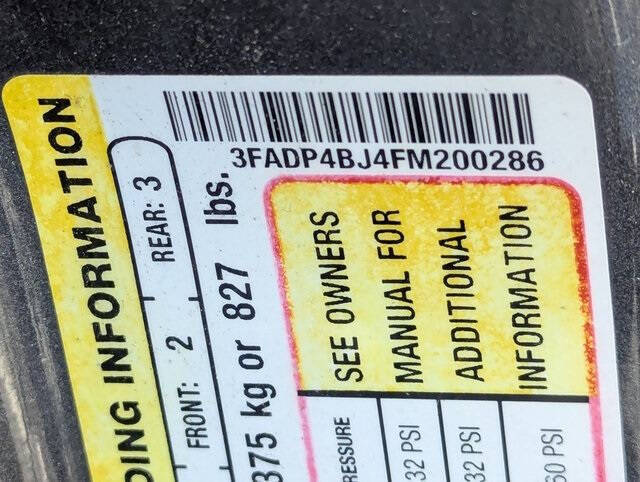 3FADP4BJ4FM200286
DING INFORMATION
FRONT: 2 REAR: 3
375 kg or 827 lbs.
SEE OWNERS
MANUAL FOR
ADDITIONAL
INFORMATION
RESSURE
32 PSI
32 PSI
60 PSI